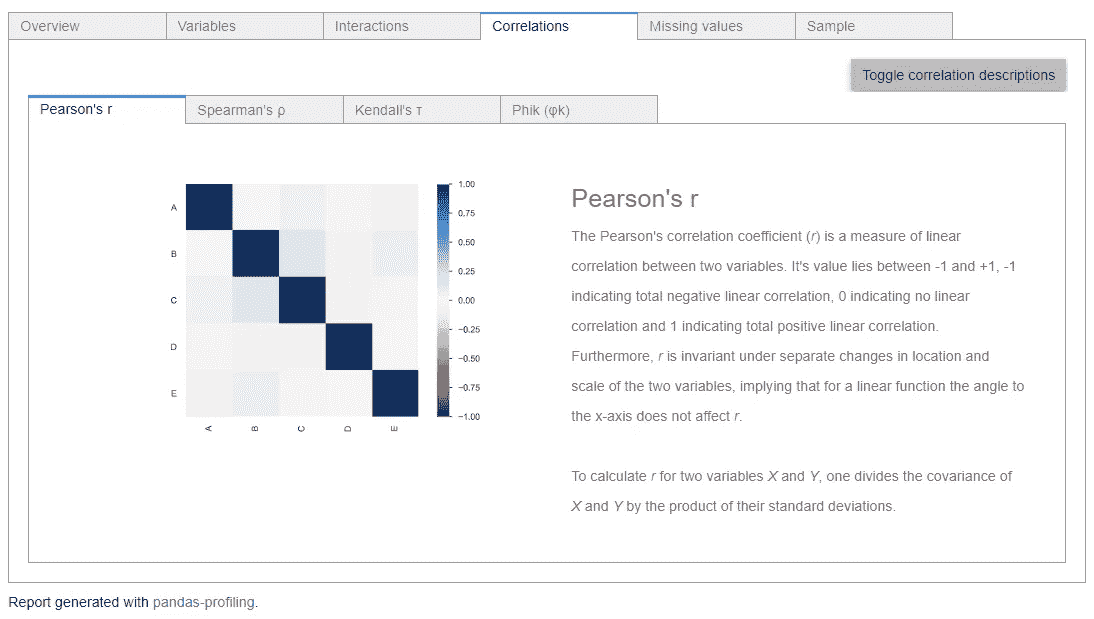 Overview Variables Interactions Correlations Missing values Sample
Toggle correlation descriptions
Pearson's r Spearman's ρ Kendall's τ Phik (φk)
A
B
C
D
E
A B C D E
1.00
0.75
0.50
0.25
0.00
−0.25
−0.50
−0.75
−1.00
Pearson's r
The Pearson's correlation coefficient (r) is a measure of linear
correlation between two variables. It's value lies between -1 and +1, -1
indicating total negative linear correlation, 0 indicating no linear
correlation and 1 indicating total positive linear correlation.
Furthermore, r is invariant under separate changes in location and
scale of the two variables, implying that for a linear function the angle to
the x-axis does not affect r.
To calculate r for two variables X and Y, one divides the covariance of
X and Y by the product of their standard deviations.
Report generated with pandas-profiling.